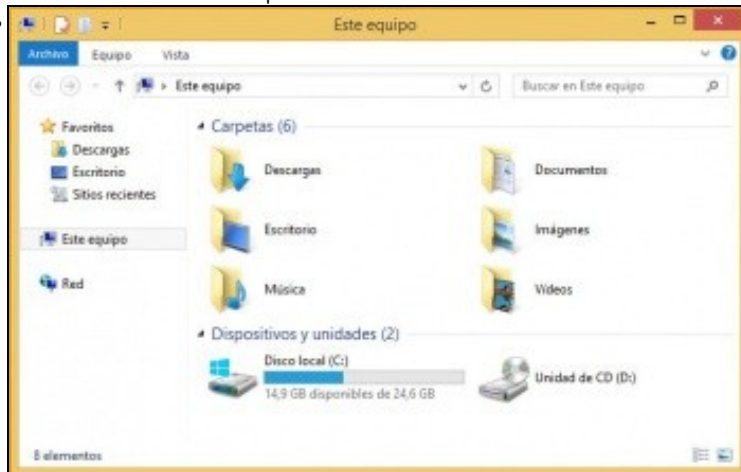 Este equipo
Archivo Equipo Vista
Este equipo
Buscar en Este equipo
Favoritos
Descargas
Escritorio
Sitios recientes
Este equipo
Red
Carpetas (6)
Descargas
Documentos
Escritorio
Imágenes
Música
Vídeos
Dispositivos y unidades (2)
Disco local (C:)
14,9 GB disponibles de 24,6 GB
Unidad de CD (D:)
8 elementos